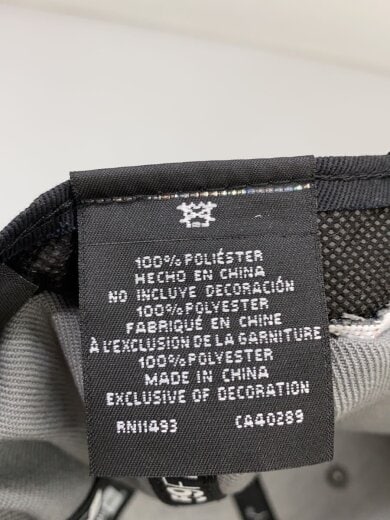 100% POLIÉSTER
HECHO EN CHINA
NO INCLUYE DECORACIÓN
100% POLYESTER
FABRIQUÉ EN CHINE
À L'EXCLUSION DE LA GARNITURE
100% POLYESTER
MADE IN CHINA
EXCLUSIVE OF DECORATION
RN11493 CA40289